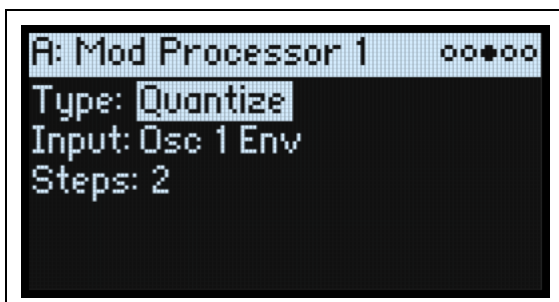 A: Mod Processor 1
Type: Quantize
Input: Osc 1 Env
Steps: 2